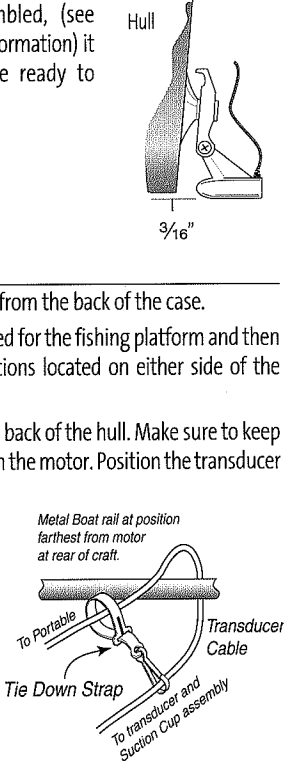 mbled, (see
ormation) it
e ready to
Hull
3/16"
from the back of the case.
ed for the fishing platform and then
tions located on either side of the
back of the hull. Make sure to keep
n the motor. Position the transducer
Metal Boat rail at position
farthest from motor
at rear of craft.
To Portable
Transducer
Cable
Tie Down Strap
To transducer and
Suction Cup assembly